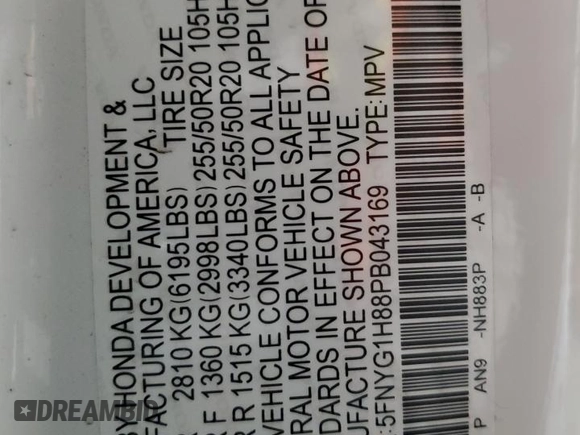 BY HONDA DEVELOPMENT &
FACTURING OF AMERICA, LLC
2810 KG(6195LBS) TIRE SIZE
F 1360 KG(2998LBS) 255/50R20 105H
R 1515 KG(3340LBS) 255/50R20 105H
VEHICLE CONFORMS TO ALL APPLIC
RAL MOTOR VEHICLE SAFETY
DARDS IN EFFECT ON THE DATE OF
UFACTURE SHOWN ABOVE.
:5FNYG1H88PB043169 TYPE:MPV
P AN9 -NH883P -A -B
DREAMBID